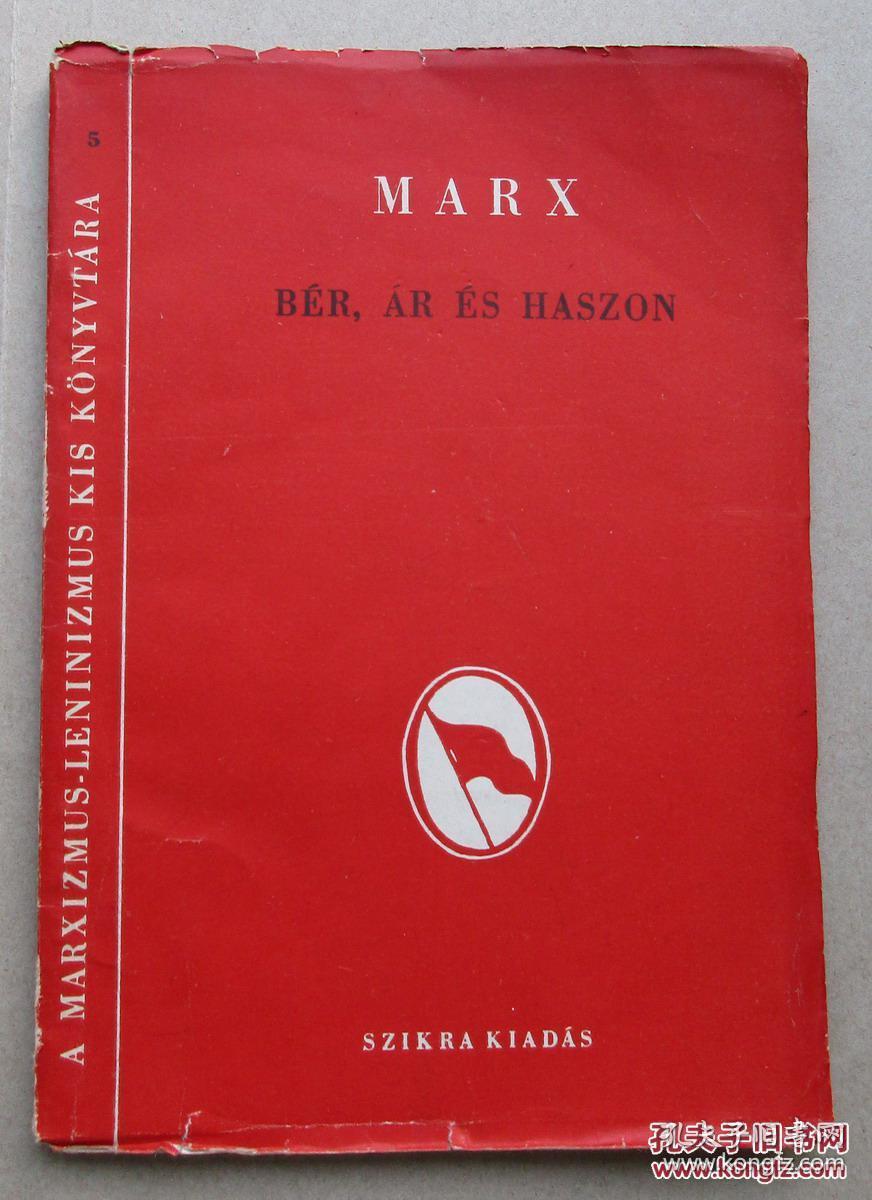 5
A MARXIZMUS-LENINIZMUS KIS KÖNYVTÁRA
MARX
BÉR, ÁR ÉS HASZON
SZIKRA KIADÁS
孔夫子旧书网
www.kongfz.com